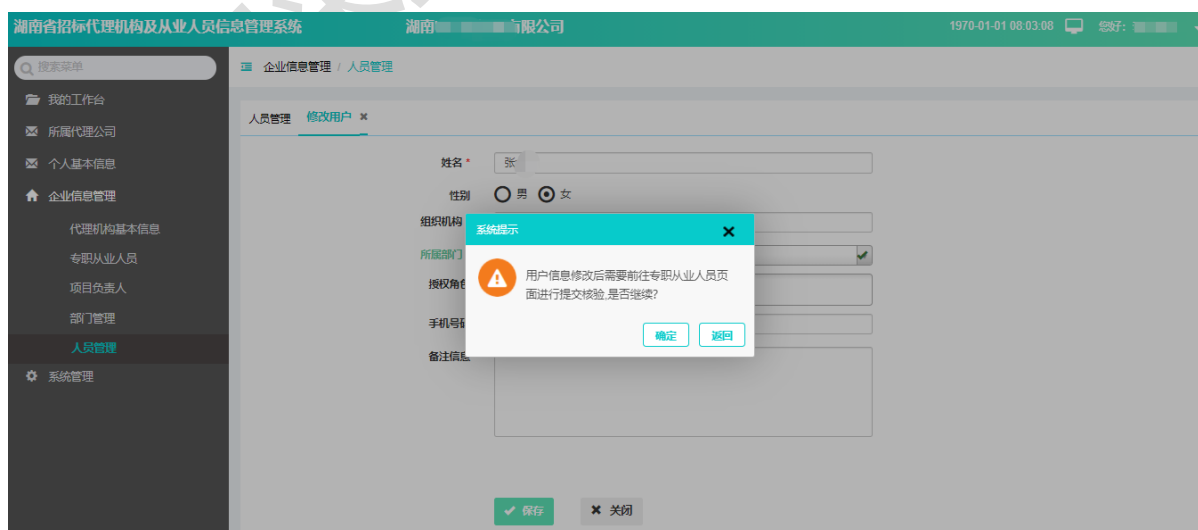 湖南省招标代理机构及从业人员信息管理系统
湖南 有限公司
1970-01-01 08:03:08
您好:
搜索菜单
企业信息管理 / 人员管理
我的工作台
所属代理公司
个人基本信息
企业信息管理
代理机构基本信息
专职从业人员
项目负责人
部门管理
人员管理
系统管理
人员管理 修改用户
姓名 * 张
性别 男 女
组织机构
所属部门
授权角色
手机号码
备注信息
系统提示
用户信息修改后需要前往专职从业人员页
面进行提交核验,是否继续?
确定 返回
保存 关闭